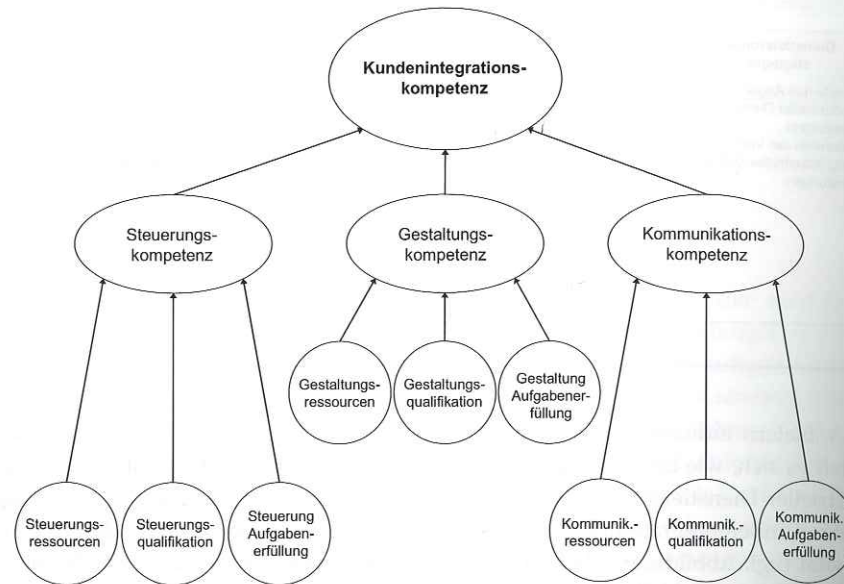 Kundenintegrations-
kompetenz
Steuerungs-
kompetenz
Gestaltungs-
kompetenz
Kommunikations-
kompetenz
Gestaltungs-
ressourcen
Gestaltungs-
qualifikation
Gestaltung
Aufgabener-
füllung
Steuerungs-
ressourcen
Steuerungs-
qualifikation
Steuerung
Aufgaben-
erfüllung
Kommunik.-
ressourcen
Kommunik.-
qualifikation
Kommunik.
Aufgaben-
erfüllung